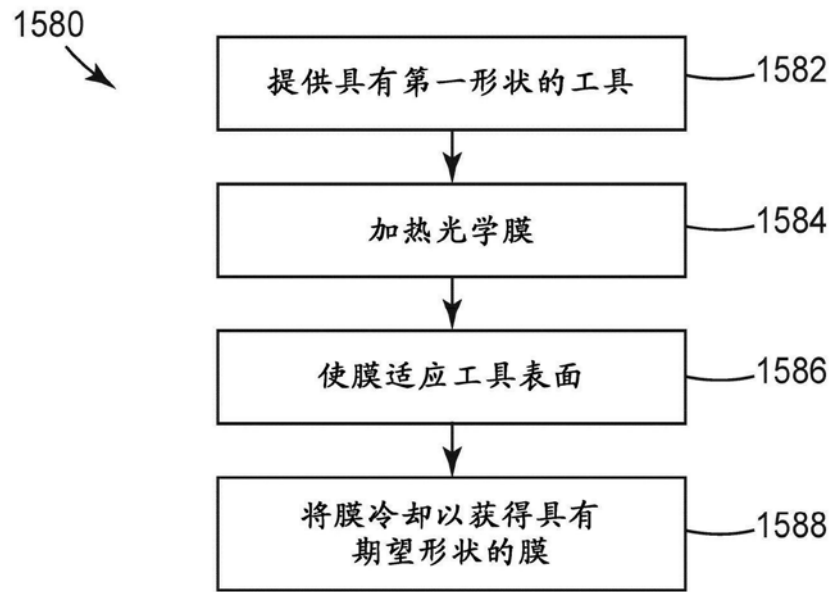 1580
提供具有第一形状的工具
1582
加热光学膜
1584
使膜适应工具表面
1586
将膜冷却以获得具有
期望形状的膜
1588